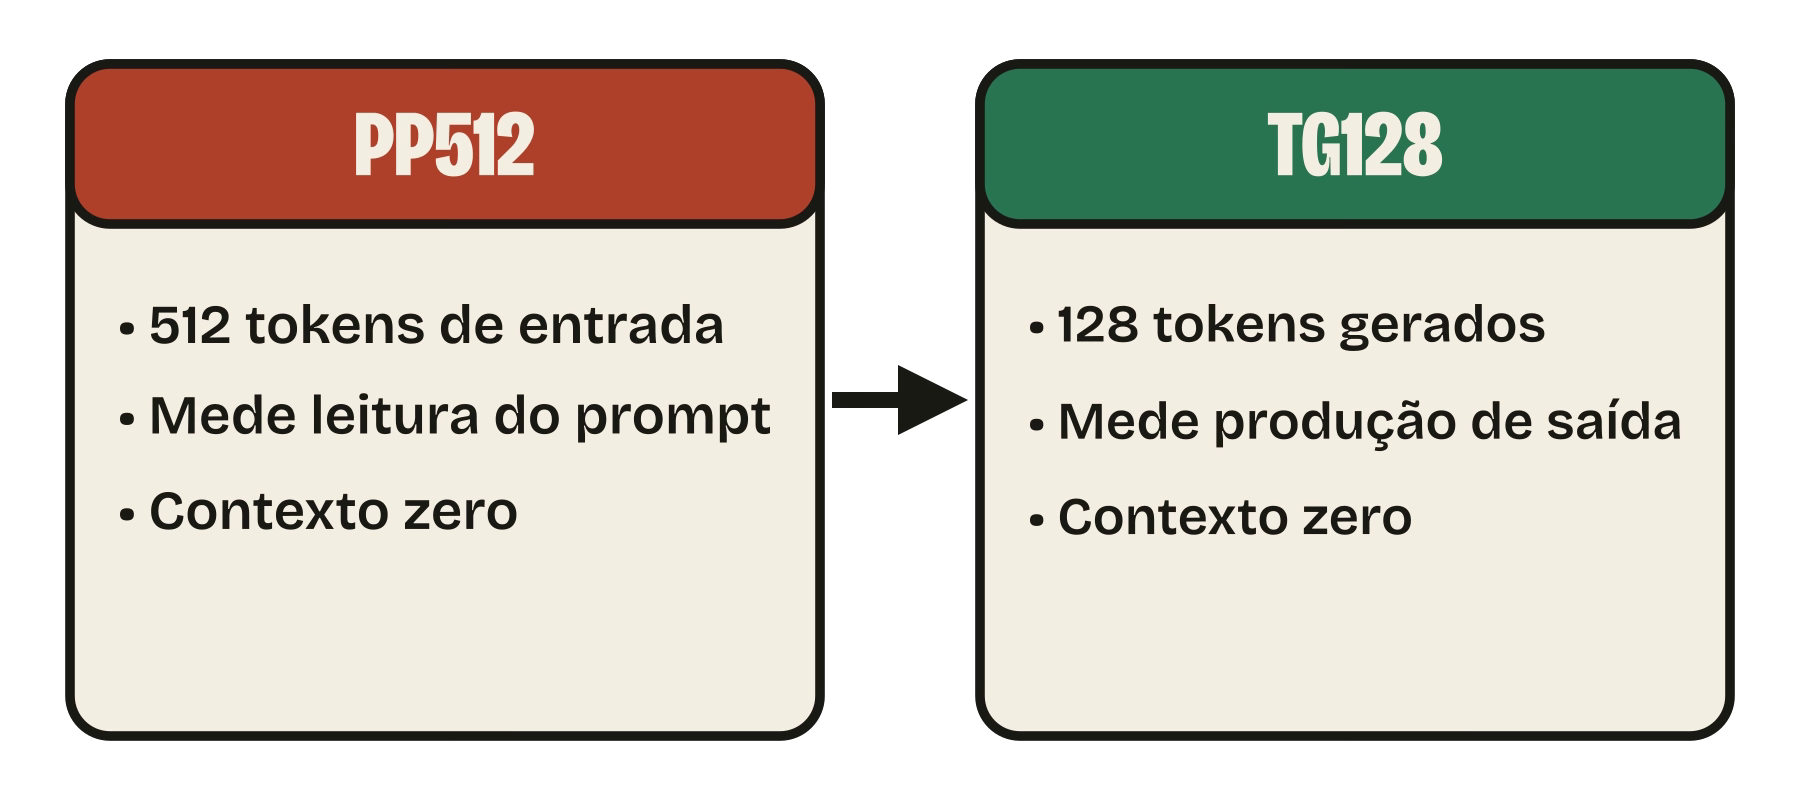 PP512
• 512 tokens de entrada
• Mede leitura do prompt
• Contexto zero
TG128
• 128 tokens gerados
• Mede produção de saída
• Contexto zero